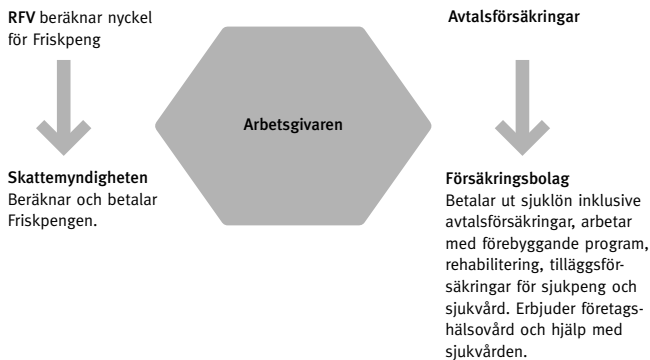 RFV beräknar nyckel
för Friskpeng
Skattemyndigheten
Beräknar och betalar
Friskpengen.
Arbetsgivaren
Avtalsförsäkringar
Försäkringsbolag
Betalar ut sjuklön inklusive
avtalsförsäkringar, arbetar
med förebyggande program,
rehabilitering, tilläggsför-
säkringar för sjukpeng och
sjukvård. Erbjuder företags-
hälsovård och hjälp med
sjukvården.